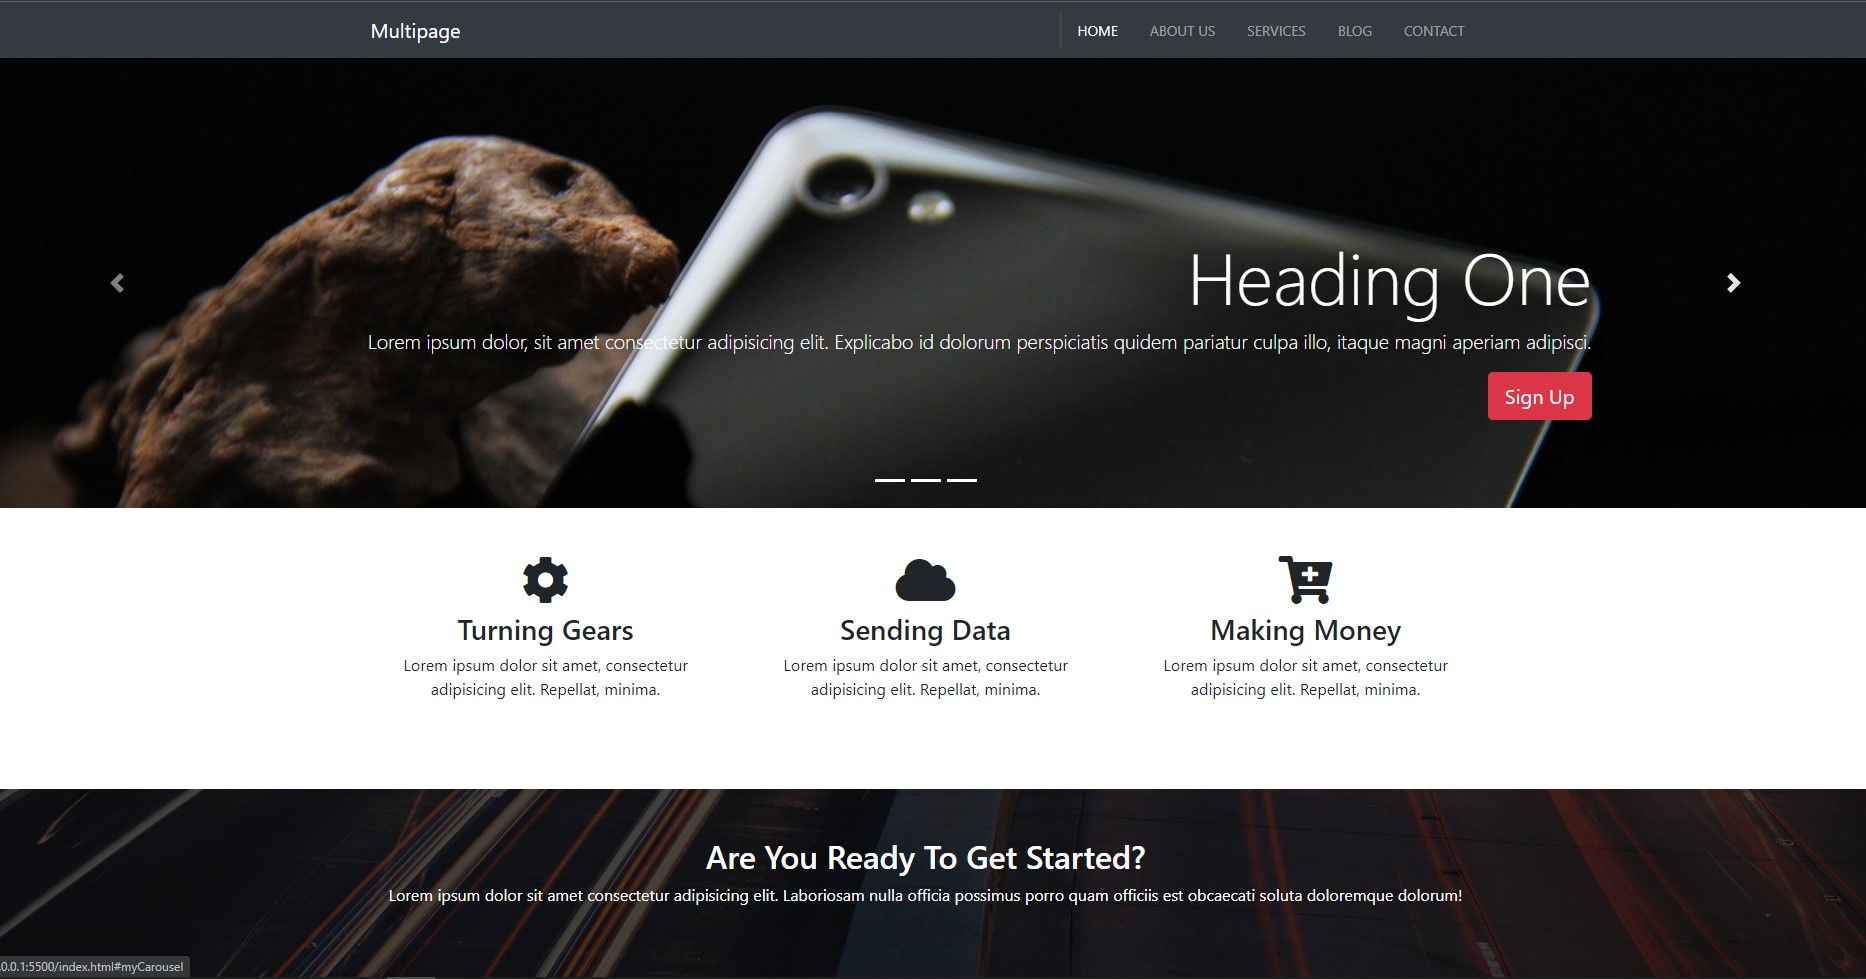 Multipage
HOME ABOUT US SERVICES BLOG CONTACT
Heading One
Lorem ipsum dolor, sit amet consectetur adipisicing elit. Explicabo id dolorum perspiciatis quidem pariatur culpa illo, itaque magni aperiam adipisci.
Sign Up
Turning Gears
Lorem ipsum dolor sit amet, consectetur
adipisicing elit. Repellat, minima.
Sending Data
Lorem ipsum dolor sit amet, consectetur
adipisicing elit. Repellat, minima.
Making Money
Lorem ipsum dolor sit amet, consectetur
adipisicing elit. Repellat, minima.
Are You Ready To Get Started?
Lorem ipsum dolor sit amet consectetur adipisicing elit. Laboriosam nulla officia possimus porro quam officiis est obcaecati soluta doloremque dolorum!
.0.0.1:5500/index.html#myCarousel